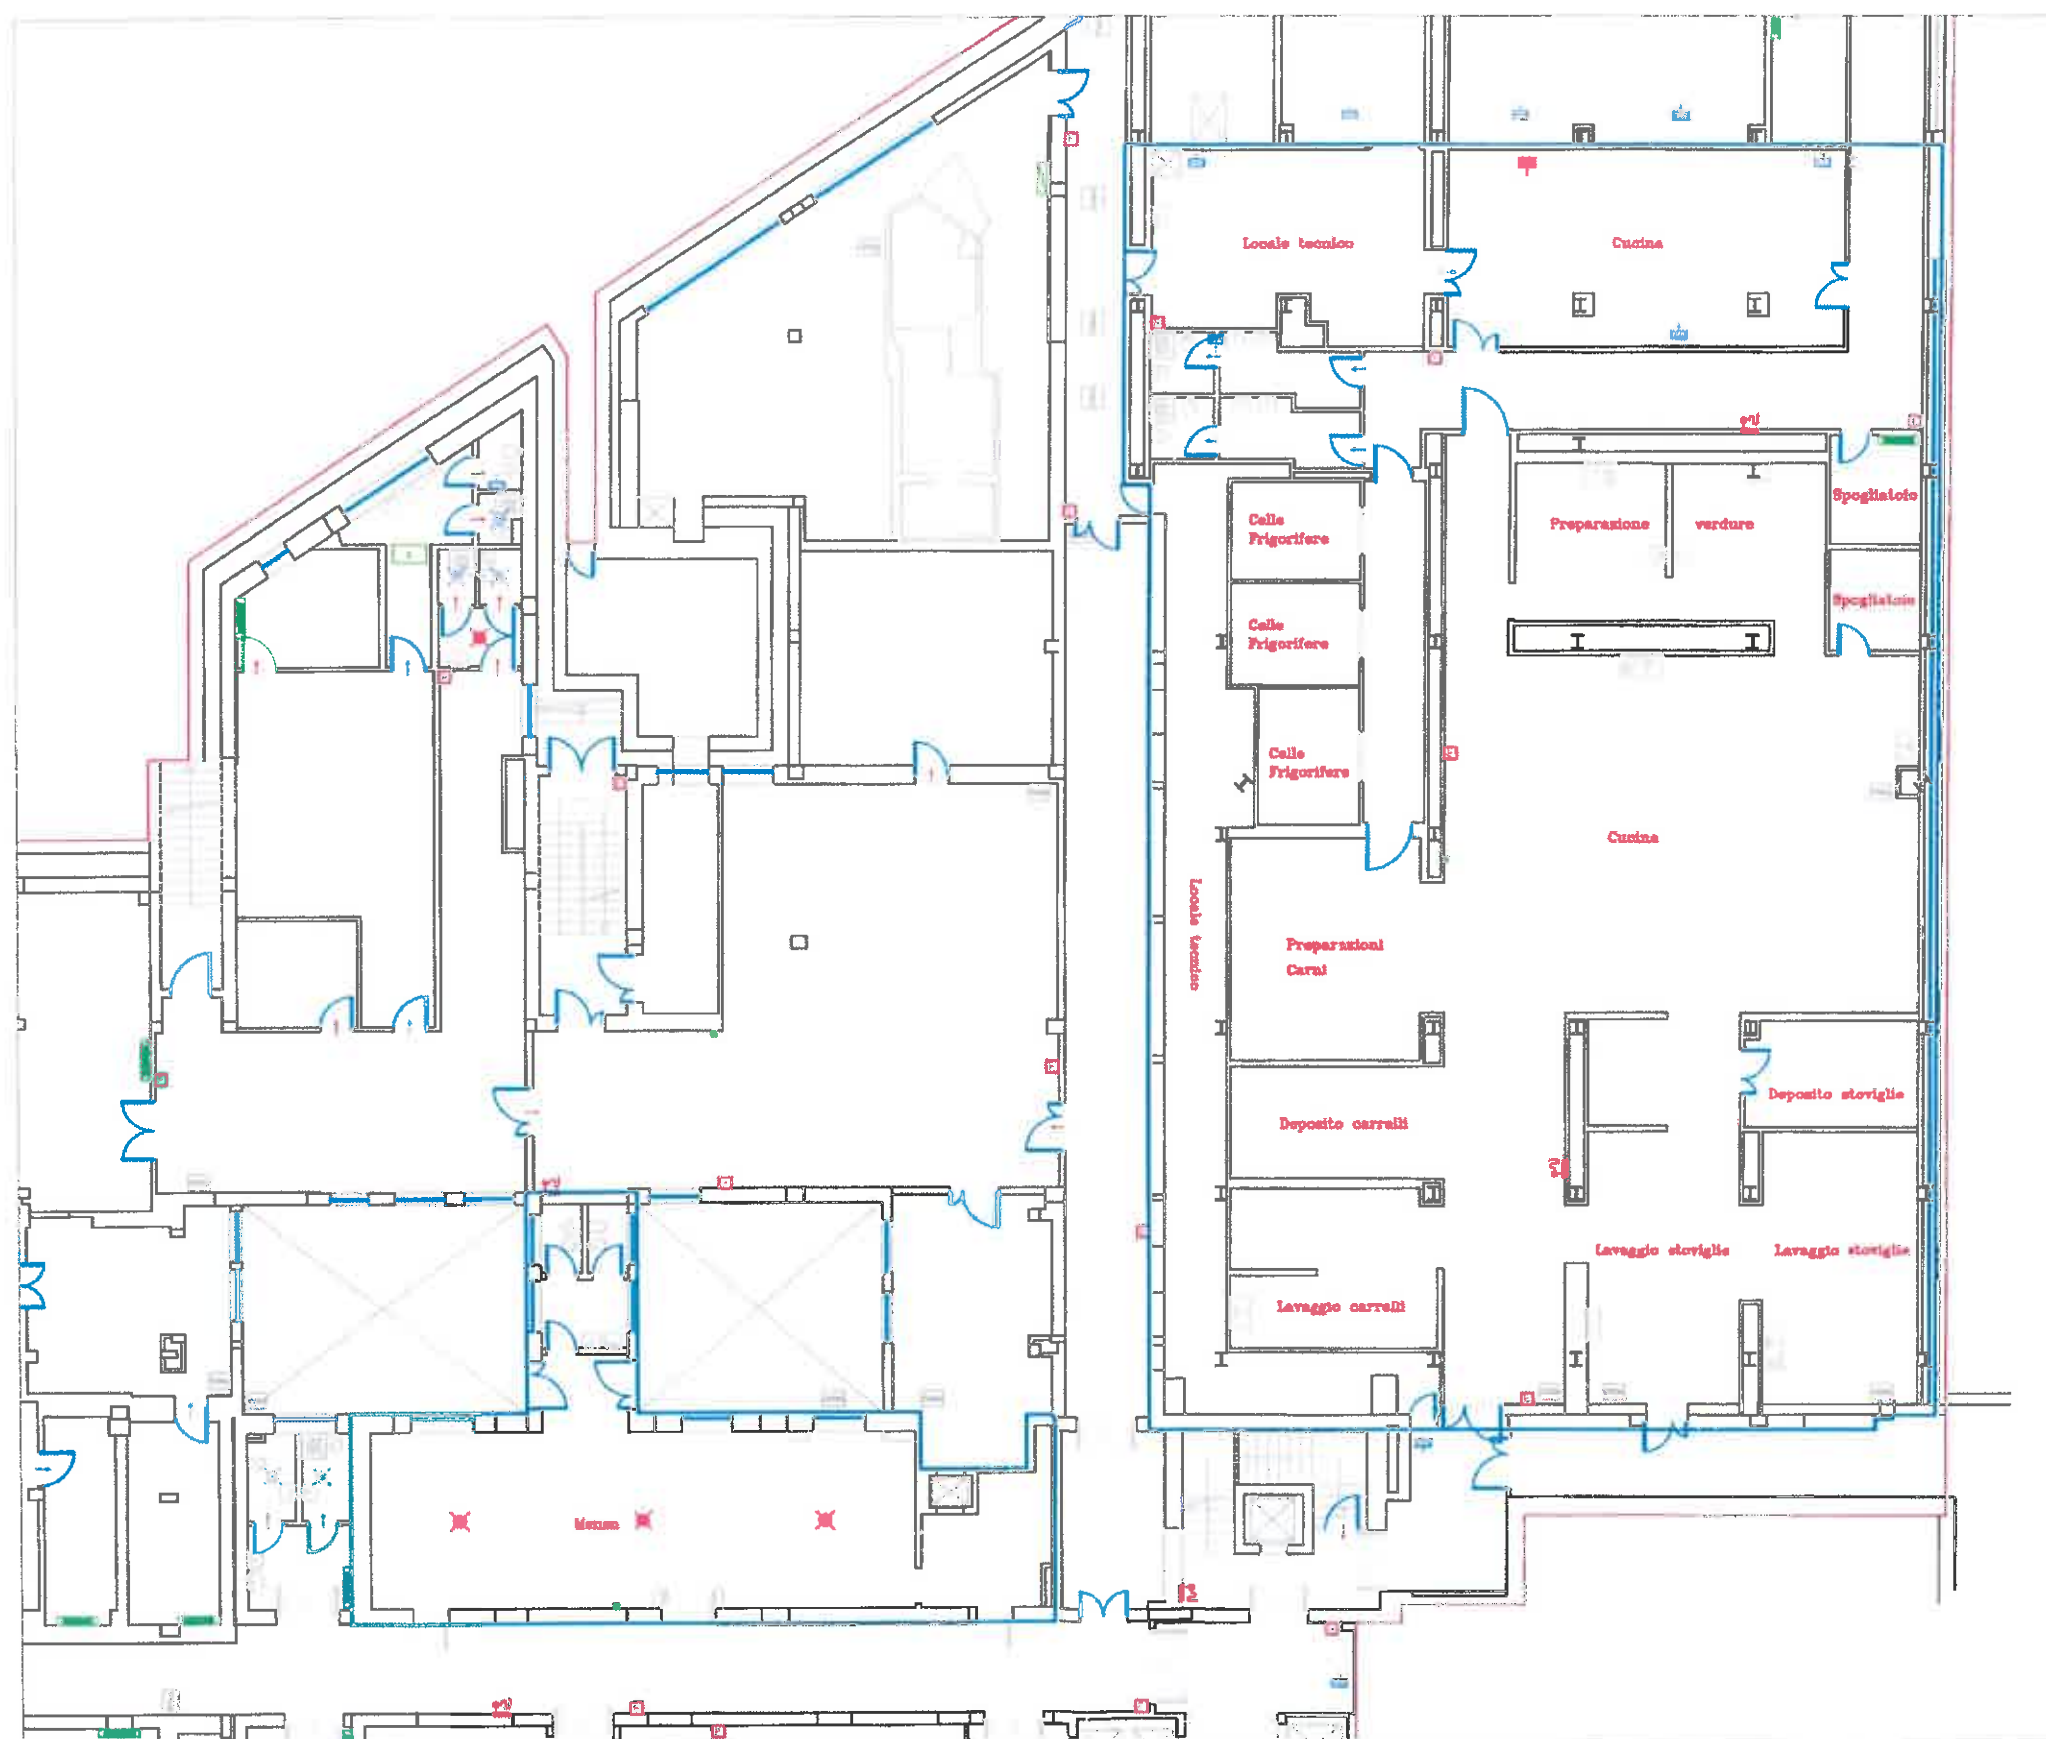 Locale tecnico
Cucina
Celle
Frigorifere
Preparazione
verdure
Spogliatoio
Celle
Frigorifere
Spogliatoio
Celle
Frigorifere
Cucina
Locale tecnico
Preparazioni
Carni
Deposito carrelli
Deposito stoviglie
Lavaggio stoviglie
Lavaggio stoviglie
Lavaggio carrelli
Mensa